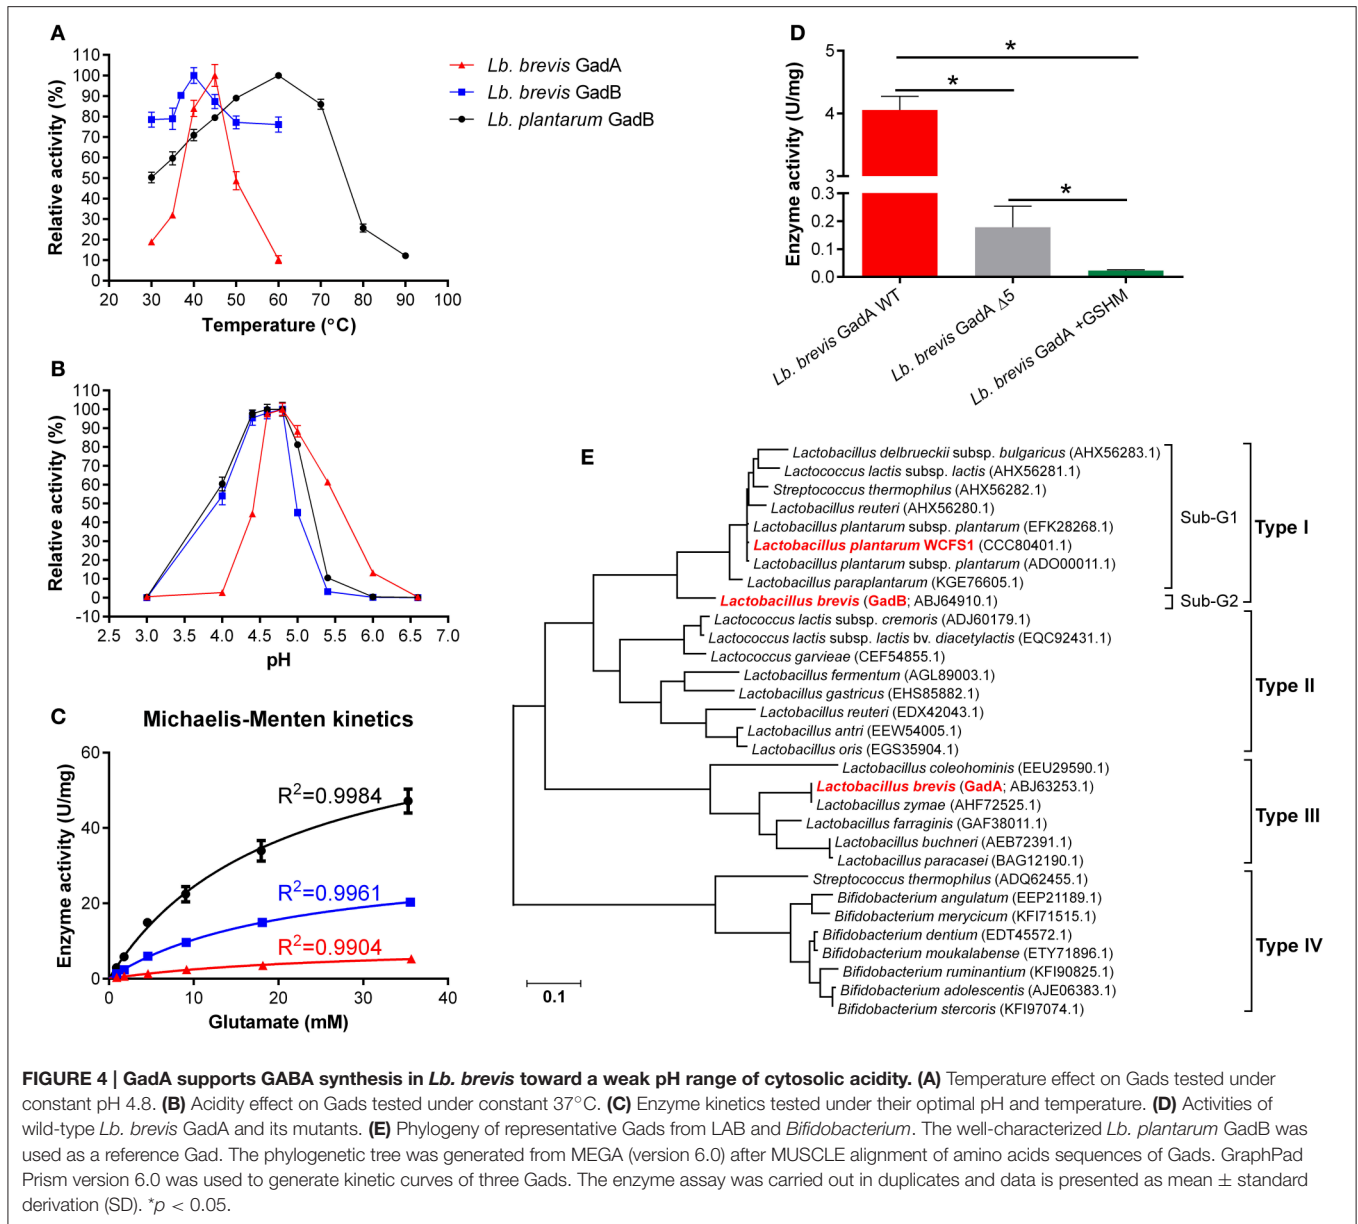 A
Relative activity (%)
110
100
90
80
70
60
50
40
30
20
10
0
20 30 40 50 60 70 80 90 100
Temperature (°C)
Lb. brevis GadA
Lb. brevis GadB
Lb. plantarum GadB
B
Relative activity (%)
110
100
90
80
70
60
50
40
30
20
10
0
-10
2.5 3.0 3.5 4.0 4.5 5.0 5.5 6.0 6.5 7.0
pH
C
Michaelis-Menten kinetics
Enzyme activity (U/mg)
60
40
20
0
R²=0.9984
R²=0.9961
R²=0.9904
0 10 20 30 40
Glutamate (mM)
D
Enzyme activity (U/mg)
5
4
3
0.3
0.2
0.1
0.0
*
*
*
Lb. brevis GadA WT
Lb. brevis GadA Δ5
Lb. brevis GadA +GSHM
E
Lactobacillus delbrueckii subsp. bulgaricus (AHX56283.1)
Lactococcus lactis subsp. lactis (AHX56281.1)
Streptococcus thermophilus (AHX56282.1)
Lactobacillus reuteri (AHX56280.1)
Lactobacillus plantarum subsp. plantarum (EFK28268.1)
Lactobacillus plantarum WCFS1 (CCC80401.1)
Lactobacillus plantarum subsp. plantarum (ADO00011.1)
Lactobacillus paraplantarum (KGE76605.1)
Lactobacillus brevis (GadB; ABJ64910.1)
Lactococcus lactis subsp. cremoris (ADJ60179.1)
Lactococcus lactis subsp. lactis bv. diacetylactis (EQC92431.1)
Lactococcus garvieae (CEF54855.1)
Lactobacillus fermentum (AGL89003.1)
Lactobacillus gastricus (EHS85882.1)
Lactobacillus reuteri (EDX42043.1)
Lactobacillus antri (EEW54005.1)
Lactobacillus oris (EGS35904.1)
Lactobacillus coleohominis (EEU29590.1)
Lactobacillus brevis (GadA; ABJ63253.1)
Lactobacillus zymae (AHF72525.1)
Lactobacillus farraginis (GAF38011.1)
Lactobacillus buchneri (AEB72391.1)
Lactobacillus paracasei (BAG12190.1)
Streptococcus thermophilus (ADQ62455.1)
Bifidobacterium angulatum (EEP21189.1)
Bifidobacterium merycicum (KFI71515.1)
Bifidobacterium dentium (EDT45572.1)
Bifidobacterium moukalabense (ETY71896.1)
Bifidobacterium ruminantium (KFI90825.1)
Bifidobacterium adolescentis (AJE06383.1)
Bifidobacterium stercoris (KFI97074.1)
Sub-G1
Sub-G2
Type I
Type II
Type III
Type IV
0.1
FIGURE 4 | GadA supports GABA synthesis in Lb. brevis toward a weak pH range of cytosolic acidity. (A) Temperature effect on Gads tested under
constant pH 4.8. (B) Acidity effect on Gads tested under constant 37°C. (C) Enzyme kinetics tested under their optimal pH and temperature. (D) Activities of
wild-type Lb. brevis GadA and its mutants. (E) Phylogeny of representative Gads from LAB and Bifidobacterium. The well-characterized Lb. plantarum GadB was
used as a reference Gad. The phylogenetic tree was generated from MEGA (version 6.0) after MUSCLE alignment of amino acids sequences of Gads. GraphPad
Prism version 6.0 was used to generate kinetic curves of three Gads. The enzyme assay was carried out in duplicates and data is presented as mean ± standard
derivation (SD). *p < 0.05.